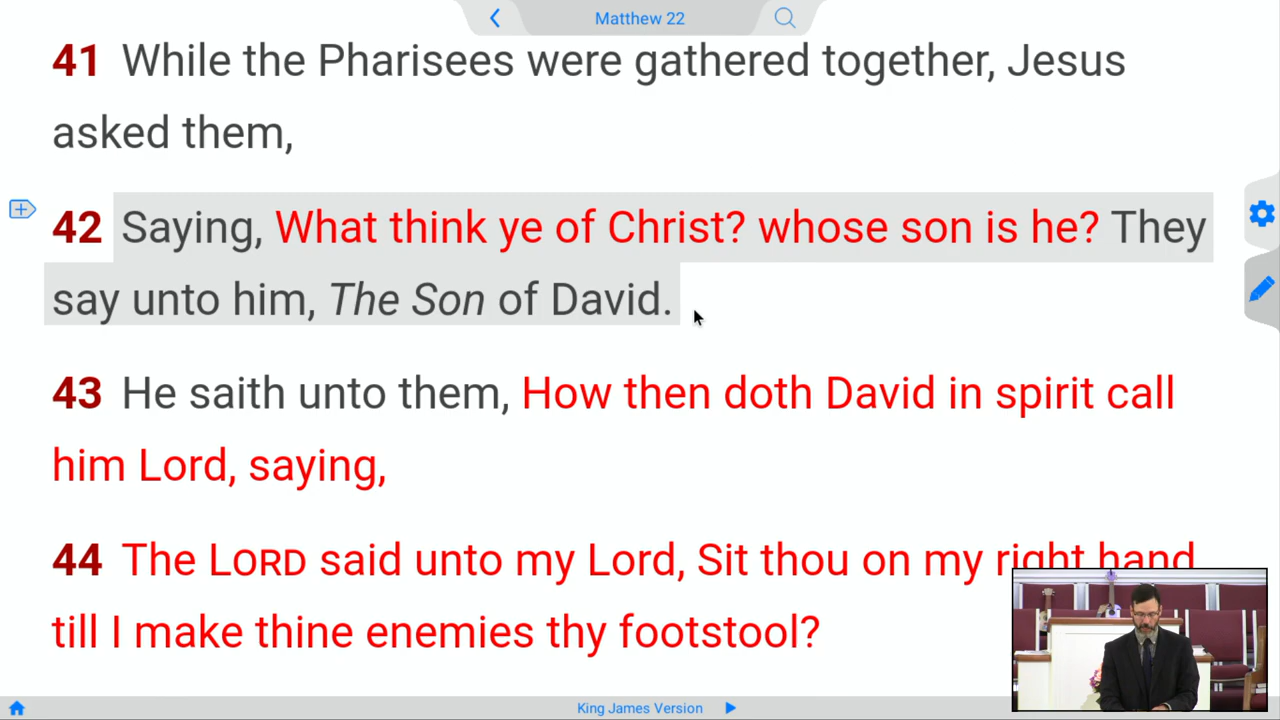 Matthew 22
41 While the Pharisees were gathered together, Jesus
asked them,
42 Saying, What think ye of Christ? whose son is he? They
say unto him, The Son of David.
43 He saith unto them, How then doth David in spirit call
him Lord, saying,
44 The LORD said unto my Lord, Sit thou on my right hand
till I make thine enemies thy footstool?
King James Version